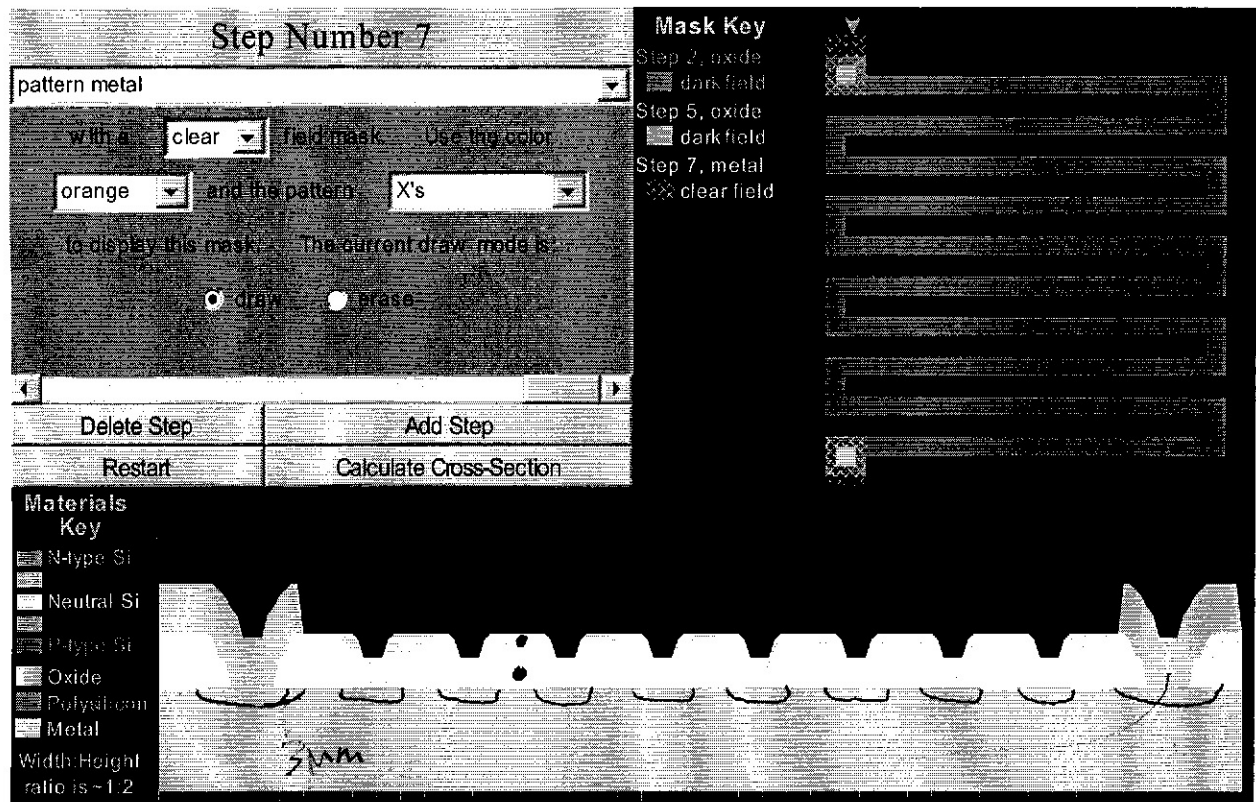 Step Number 7
pattern metal
with a clear field mask. Use the color
orange and the pattern X's
to display this mask. The current draw mode is:
draw erase
Delete Step Add Step
Restart Calculate Cross-Section
Mask Key
Step 2, oxide
dark field
Step 5, oxide
dark field
Step 7, metal
clear field
Materials
Key
N-type Si
Neutral Si
P-type Si
Oxide
Polysilicon
Metal
Width:Height
ratio is ~1:2
3μm